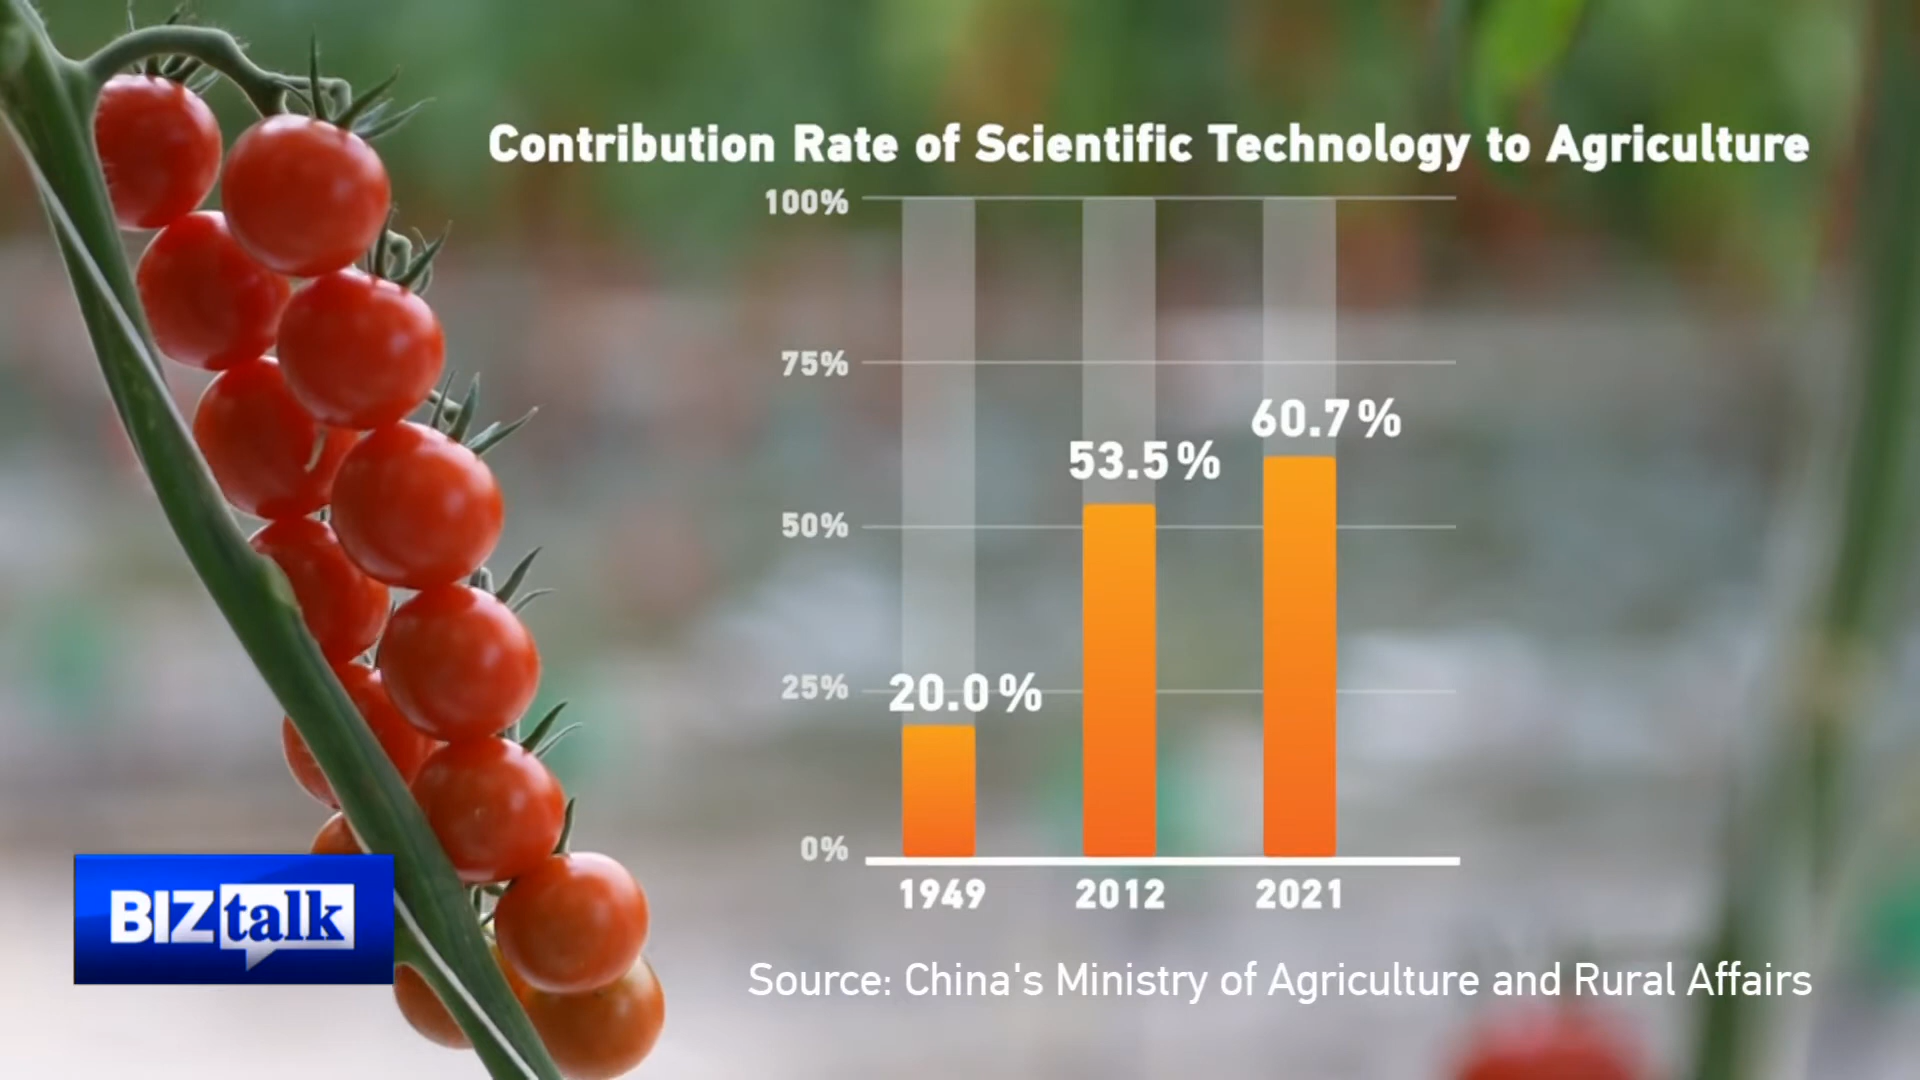 Contribution Rate of Scientific Technology to Agriculture
100%
75%
60.7%
53.5%
50%
25%
20.0%
0%
1949 2012 2021
BIZtalk
Source: China's Ministry of Agriculture and Rural Affairs